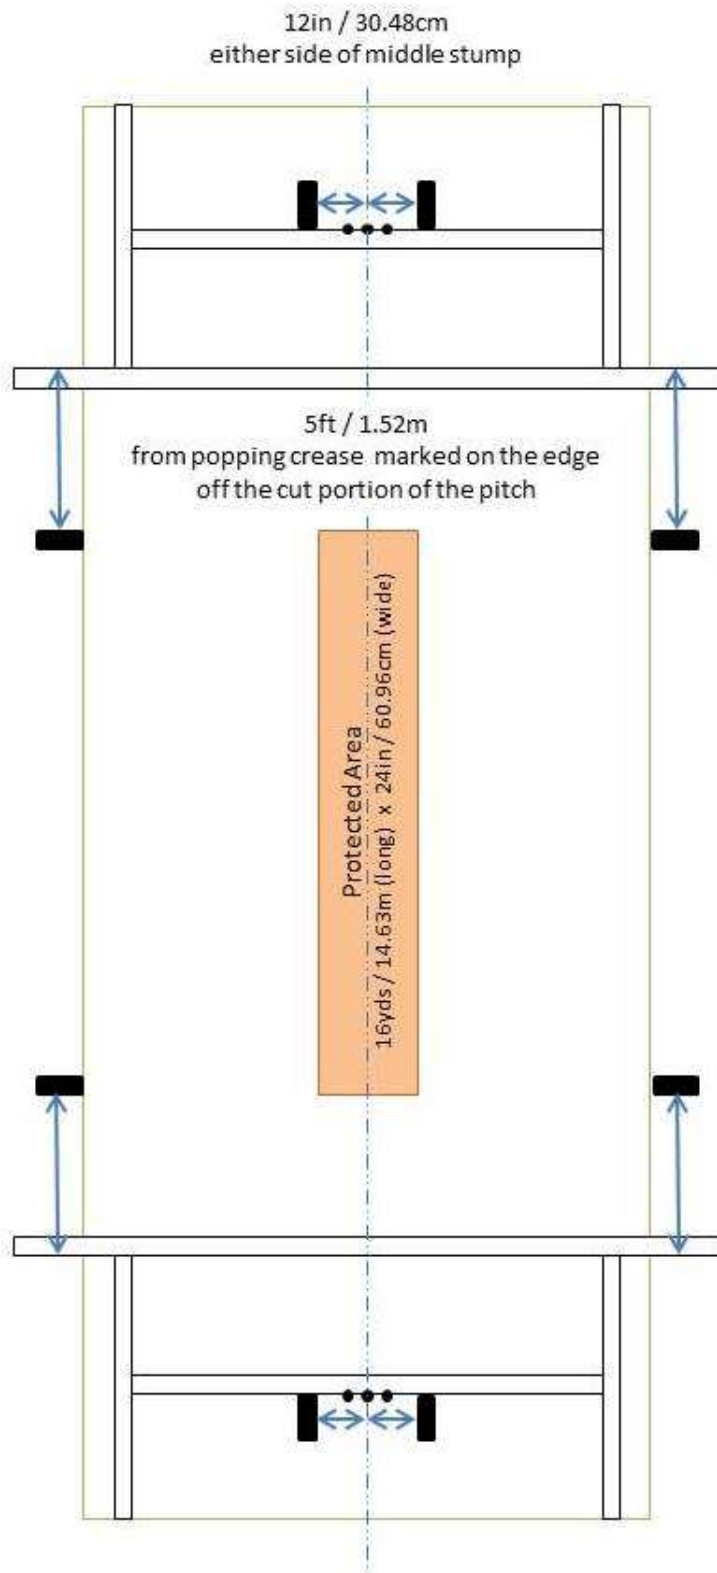 12in / 30.48cm
either side of middle stump
5ft / 1.52m
from popping crease marked on the edge
off the cut portion of the pitch
Protected Area
16yds / 14.63m (long) x 24in / 60.96cm (wide)